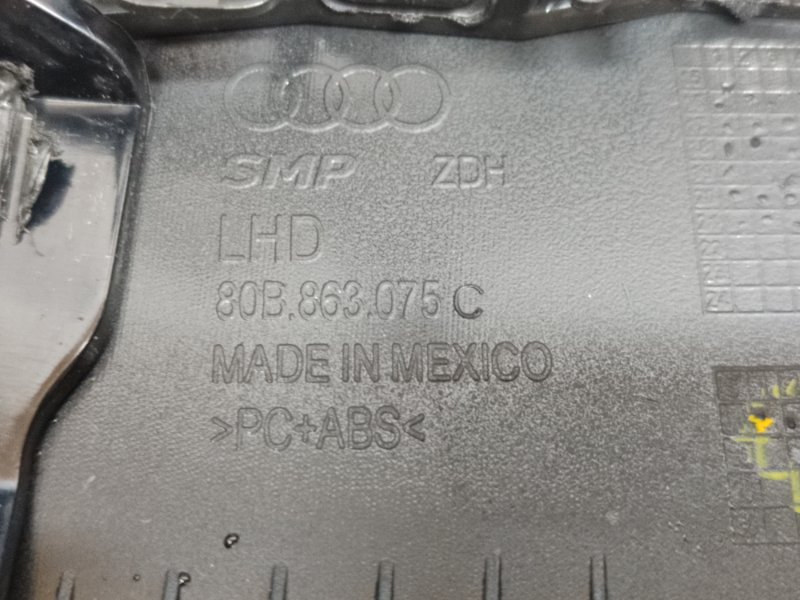 SMP ZDH
LHD
80B.863.075 C
MADE IN MEXICO
>PC+ABS<